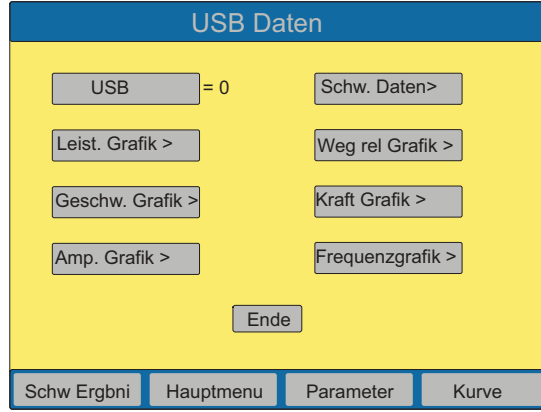 USB Daten
USB = 0 Schw. Daten>
Leist. Grafik > Weg rel Grafik >
Geschw. Grafik > Kraft Grafik >
Amp. Grafik > Frequenzgrafik >
Ende
Schw Ergbni Hauptmenu Parameter Kurve